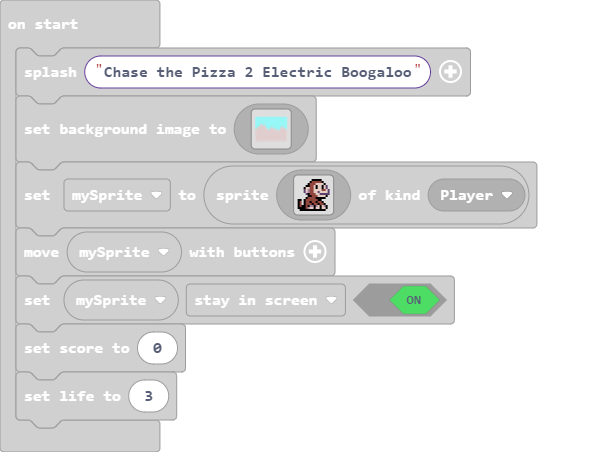 on start
splash "Chase the Pizza 2 Electric Boogaloo"
set background image to
set mySprite to sprite of kind Player
move mySprite with buttons
set mySprite stay in screen ON
set score to 0
set life to 3